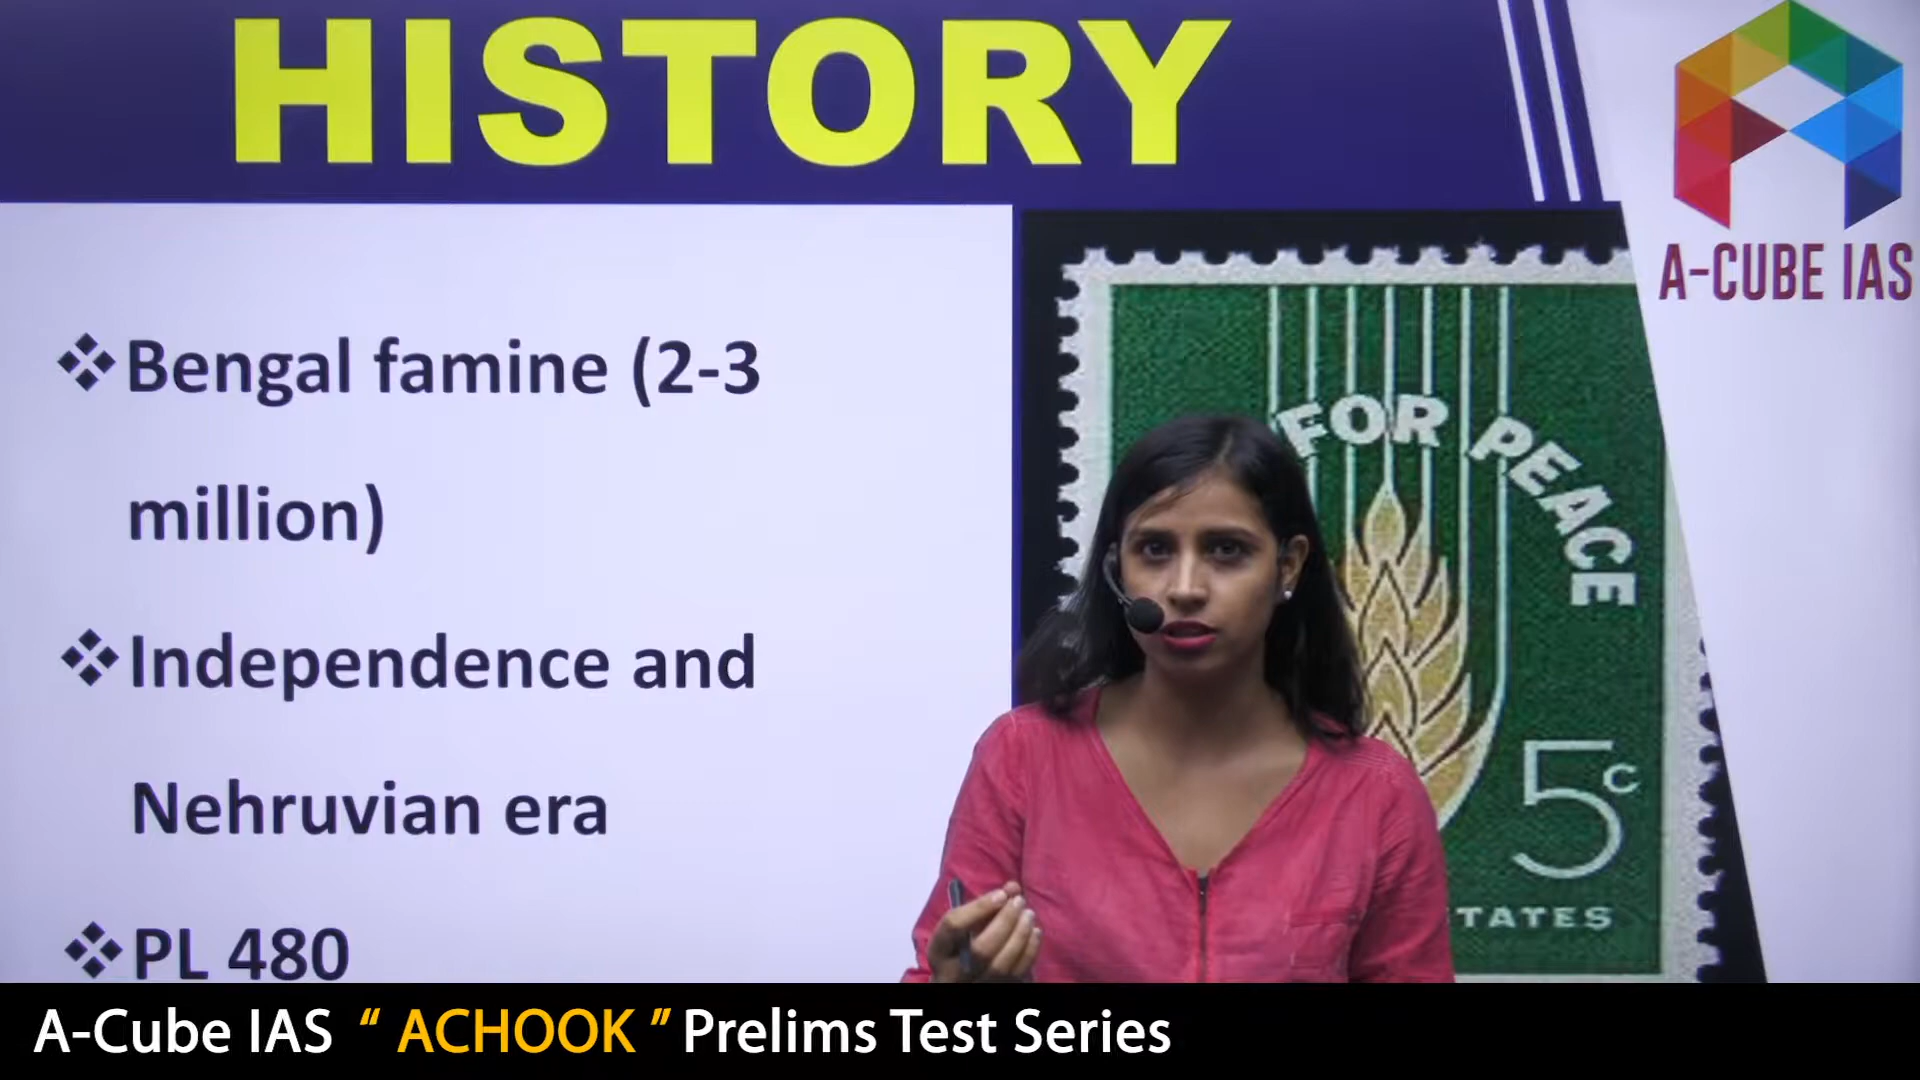 HISTORY
A-CUBE IAS
❖Bengal famine (2-3
million)
❖Independence and
Nehruvian era
❖PL 480
FOR PEACE
5c
TATES
A-Cube IAS “ ACHOOK ” Prelims Test Series